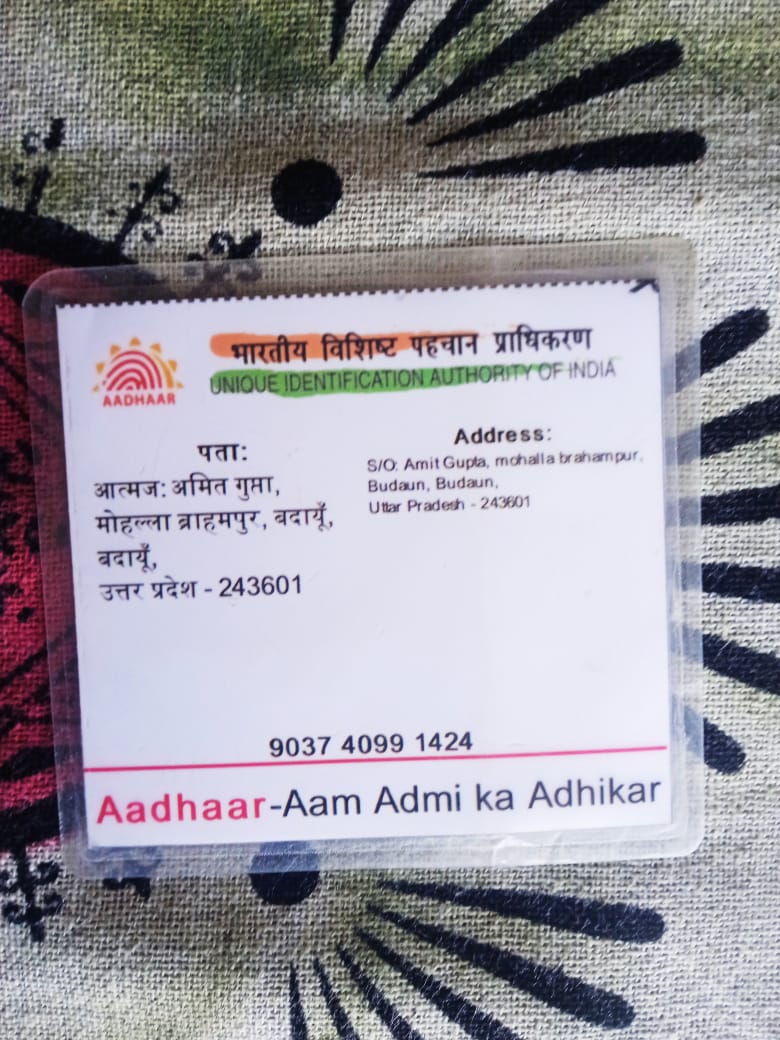 भारतीय विशिष्ट पहचान प्राधिकरण
UNIQUE IDENTIFICATION AUTHORITY OF INDIA
AADHAAR
पता:
आत्मज: अमित गुप्ता,
मोहल्ला ब्राहमपुर, बदायूँ,
बदायूँ,
उत्तर प्रदेश - 243601
Address:
S/O: Amit Gupta, mohalla brahampur,
Budaun, Budaun,
Uttar Pradesh - 243601
9037 4099 1424
Aadhaar-Aam Admi ka Adhikar